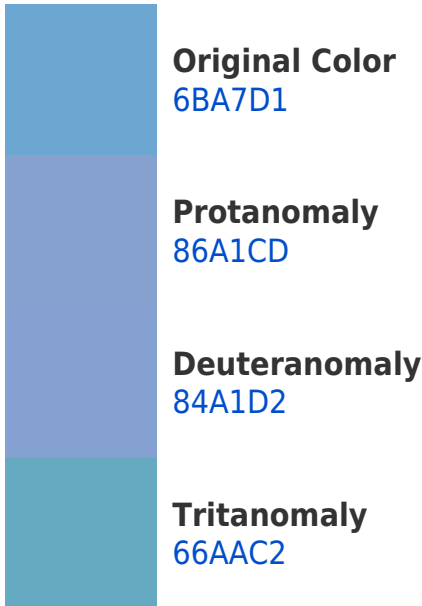 Original Color
6BA7D1
Protanomaly
86A1CD
Deuteranomaly
84A1D2
Tritanomaly
66AAC2